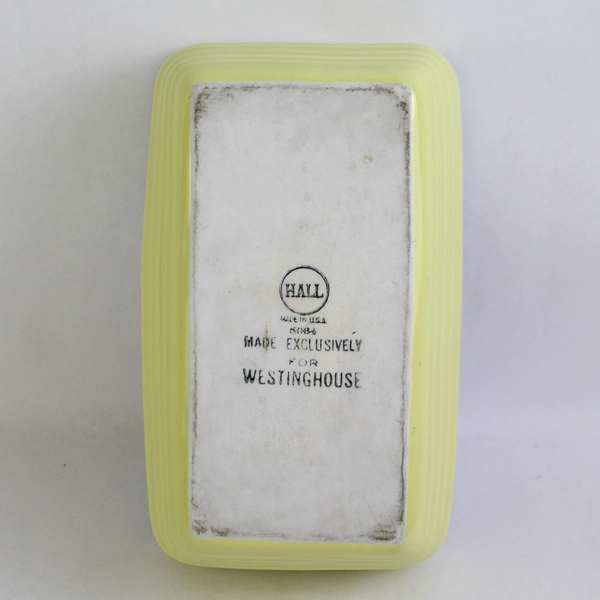 HALL
MADE IN U.S.A.
5064
MADE EXCLUSIVELY
FOR
WESTINGHOUSE